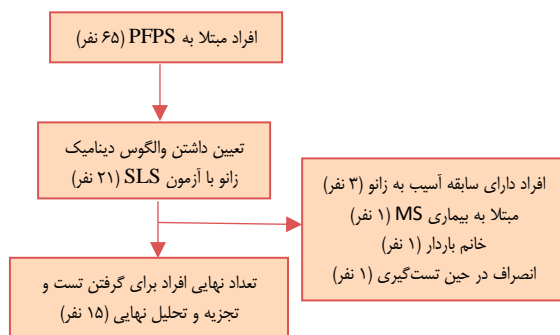 افراد مبتلا به PFPS (۶۵ نفر)
تعیین داشتن والگوس دینامیک
زانو با آزمون SLS (۲۱ نفر)
افراد دارای سابقه آسیب به زانو (۳ نفر)
مبتلا به بیماری MS (۱ نفر)
خانم باردار (۱ نفر)
انصراف در حین تست‌گیری (۱ نفر)
تعداد نهایی افراد برای گرفتن تست و
تجزیه و تحلیل نهایی (۱۵ نفر)